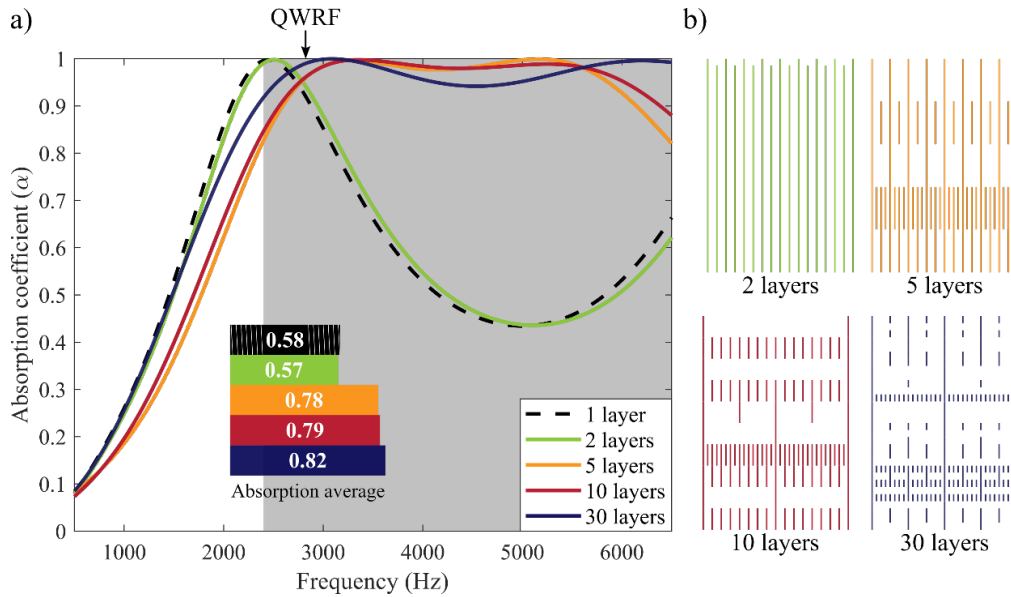 a)
QWRF
b)
1
0.9
0.8
0.7
0.6
0.5
0.4
0.3
0.2
0.1
0
Absorption coefficient (α)
0.58
0.57
0.78
0.79
0.82
Absorption average
1 layer
2 layers
5 layers
10 layers
30 layers
1000 2000 3000 4000 5000 6000
Frequency (Hz)
2 layers 5 layers
10 layers 30 layers